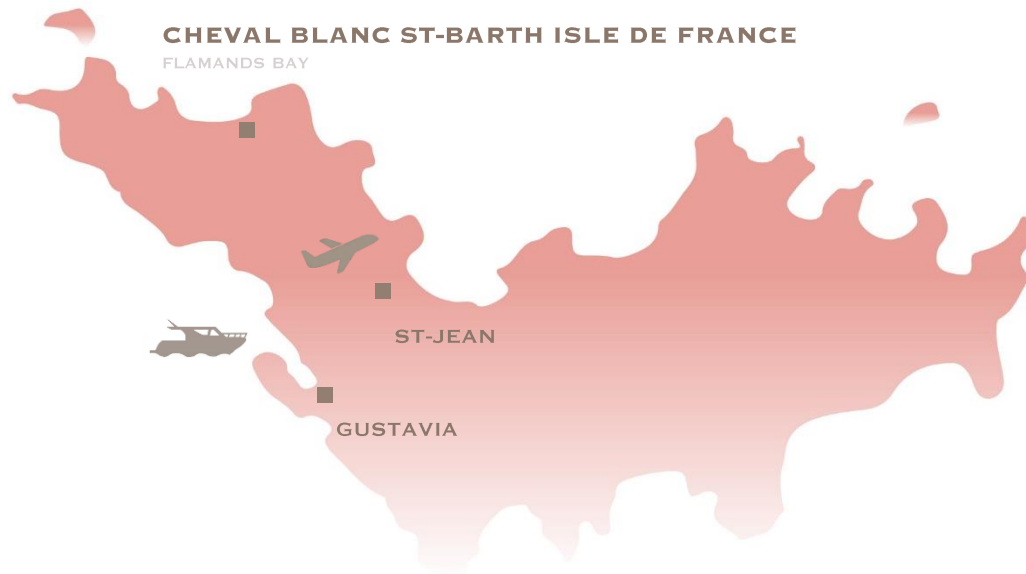 CHEVAL BLANC ST-BARTH ISLE DE FRANCE
FLAMANDS BAY
ST-JEAN
GUSTAVIA